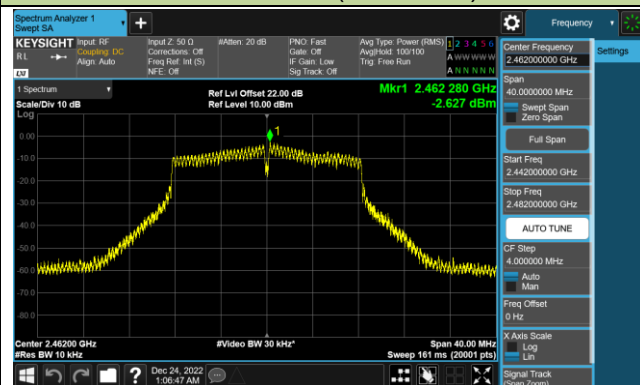 Spectrum Analyzer 1
Swept SA
Frequency
KEYSIGHT
RL
LXI
Input: RF
Coupling: DC
Align: Auto
Input Z: 50 Ω
Corrections: Off
Freq Ref: Int (S)
NFE: Off
#Atten: 20 dB
PNO: Fast
Gate: Off
IF Gain: Low
Sig Track: Off
Avg Type: Power (RMS)
Avg|Hold: 100/100
Trig: Free Run
1 2 3 4 5 6
A W W W W W
A N N N N N
1 Spectrum
Scale/Div 10 dB
Log
Ref Lvl Offset 22.00 dB
Ref Level 10.00 dBm
Mkr1 2.462 280 GHz
-2.627 dBm
1
0.00
-10.0
-20.0
-30.0
-40.0
-50.0
-60.0
-70.0
-80.0
Center 2.46200 GHz
#Res BW 10 kHz
#Video BW 30 kHz*
Span 40.00 MHz
Sweep 161 ms (20001 pts)
Center Frequency
2.462000000 GHz
Span
40.0000000 MHz
Swept Span
Zero Span
Full Span
Start Freq
2.442000000 GHz
Stop Freq
2.482000000 GHz
AUTO TUNE
CF Step
4.000000 MHz
Auto
Man
Freq Offset
0 Hz
X Axis Scale
Log
Lin
Signal Track
(Span Zoom)
Settings
?
Dec 24, 2022
1:06:47 AM